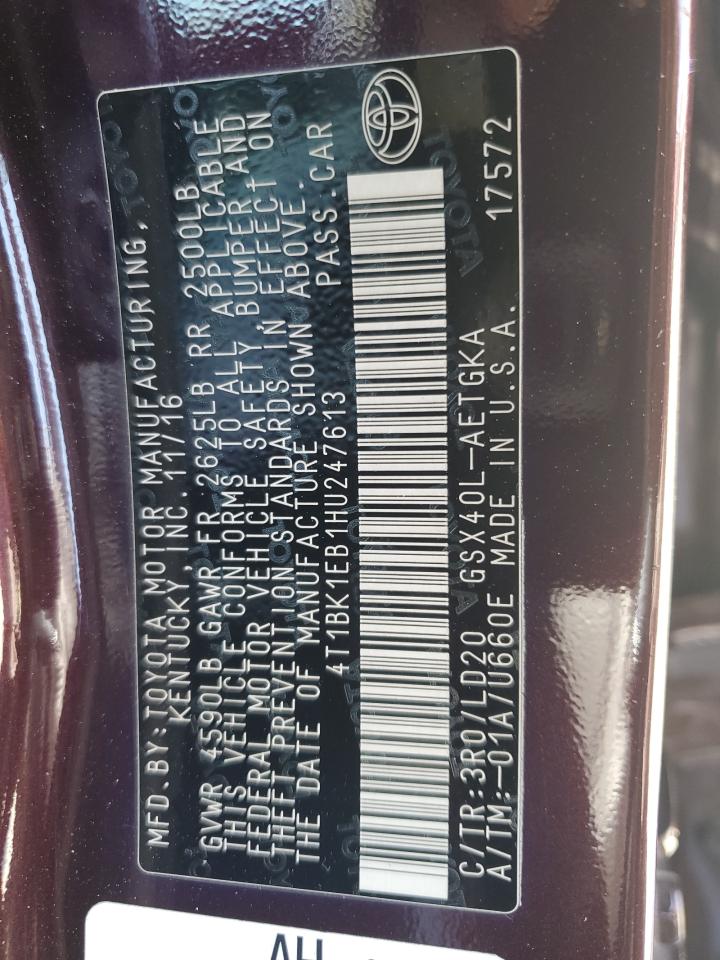 MFD.BY:TOYOTA MOTOR MANUFACTURING,
KENTUCKY, INC. 11/16
GVWR 4590LB GAWR FR 2625LB RR 2500LB
THIS VEHICLE CONFORMS TO ALL APPLICABLE
FEDERAL MOTOR VEHICLE SAFETY, BUMPER, AND
THEFT PREVENTION STANDARDS IN EFFECT ON
THE DATE OF MANUFACTURE SHOWN ABOVE.
4T1BK1EB1HU247613 PASS.CAR
C/TR:3R0/LD20 GSX40L-AETGKA
A/TM:-01A/U660E MADE IN U.S.A. 17572
AH